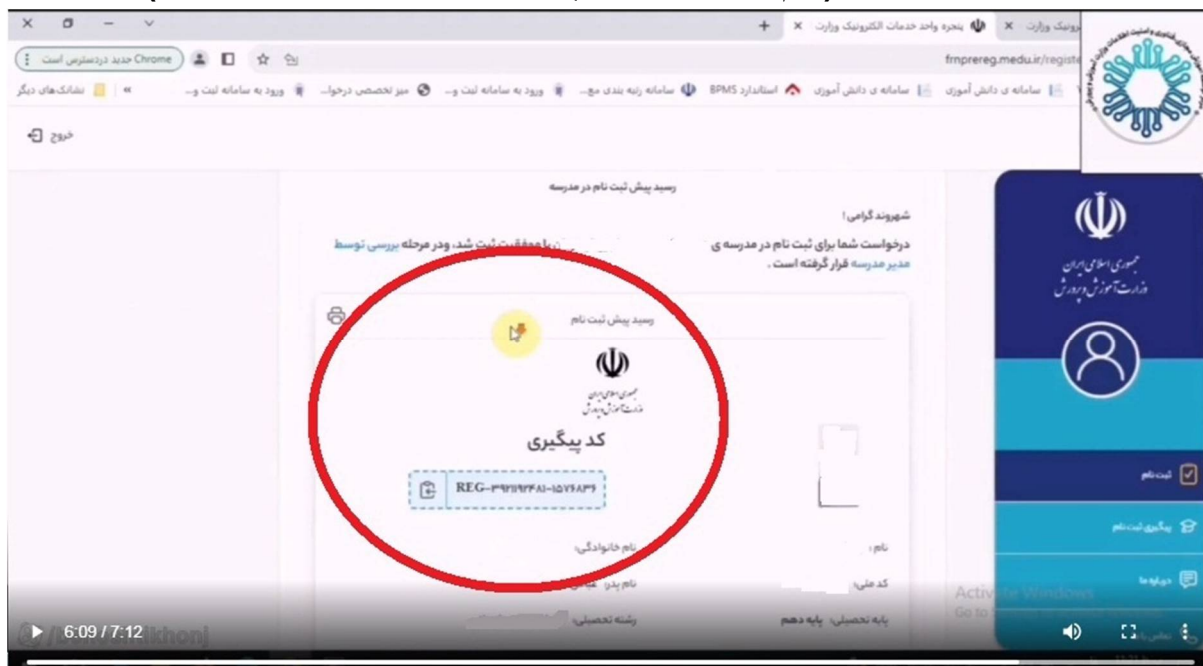 پنجره واحد خدمات الکترونیک وزارت
Chrome جدید در دسترس است
frnprereg.medu.ir/registe
سامانه ی دانش آموزی
سامانه ی دانش آموزی
استاندارد BPMS
سامانه رتبه بندی مع...
ورود به سامانه ثبت و...
میز تخصصی درخوا...
ورود به سامانه ثبت و...
»
نشانک‌های دیگر
خروج
رسید پیش ثبت نام در مدرسه
شهروند گرامی !
درخواست شما برای ثبت نام در مدرسه ی با موفقیت ثبت شد، ودر مرحله بررسی توسط
مدیر مدرسه قرار گرفته است .
رسید پیش ثبت نام
جمهوری اسلامی ایران
وزارت آموزش و پرورش
کد پیگیری
REG-۳۹۲۱۱۹۲۴۸۱-۱۵۷۶۸۳۶
نام :
نام خانوادگی:
کد ملی:
نام پدر:
پایه تحصیلی: پایه دهم
رشته تحصیلی:
جمهوری اسلامی ایران
وزارت آموزش و پرورش
ثبت نام
پیگیری ثبت نام
درباره ما
Activate Windows
Go to
6:09 / 7:12